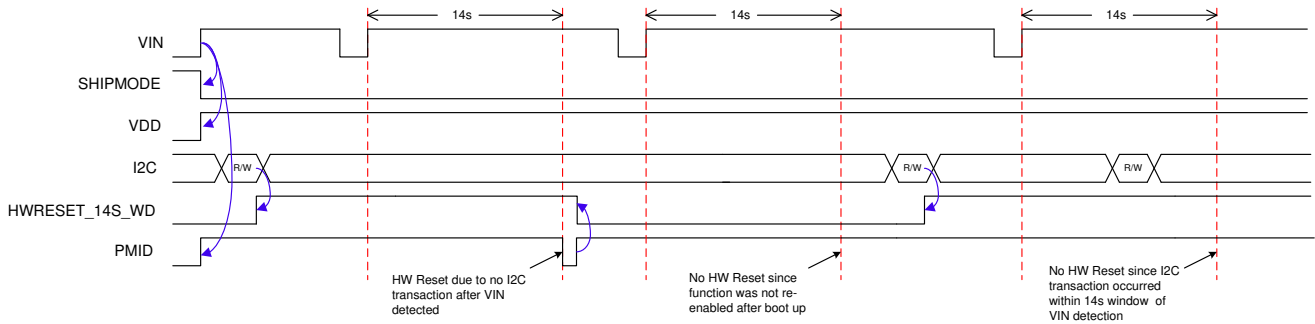 14s 14s 14s
VIN
SHIPMODE
VDD
I2C R/W R/W R/W
HWRESET_14S_WD
PMID
HW Reset due to no I2C
transaction after VIN
detected
No HW Reset since
function was not re-
enabled after boot up
No HW Reset since I2C
transaction occurred
within 14s window of
VIN detection